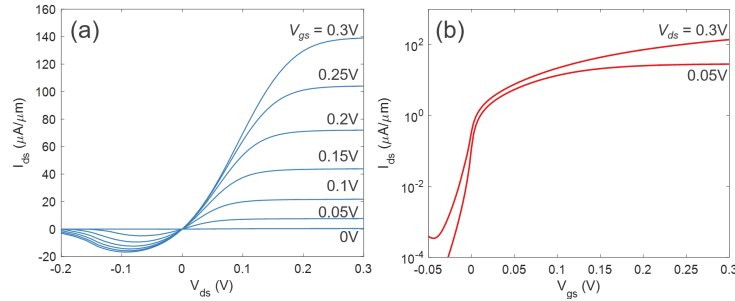 (a)
V_gs = 0.3V
0.25V
0.2V
0.15V
0.1V
0.05V
0V
160
140
120
100
80
60
40
20
0
-20
I_ds (μA/μm)
-0.2
-0.1
0
0.1
0.2
0.3
V_ds (V)
(b)
V_ds = 0.3V
0.05V
10^2
10^0
10^-2
10^-4
I_ds (μA/μm)
-0.05
0
0.05
0.1
0.15
0.2
0.25
0.3
V_gs (V)